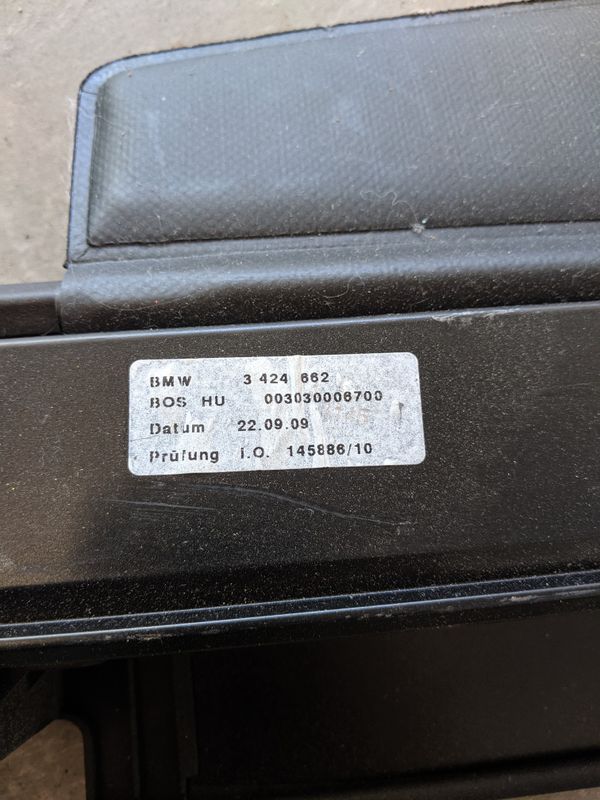 BMW 3 424 662
BOS HU 003030006700
Datum 22.09.09
Prüfung i.O. 145886/10